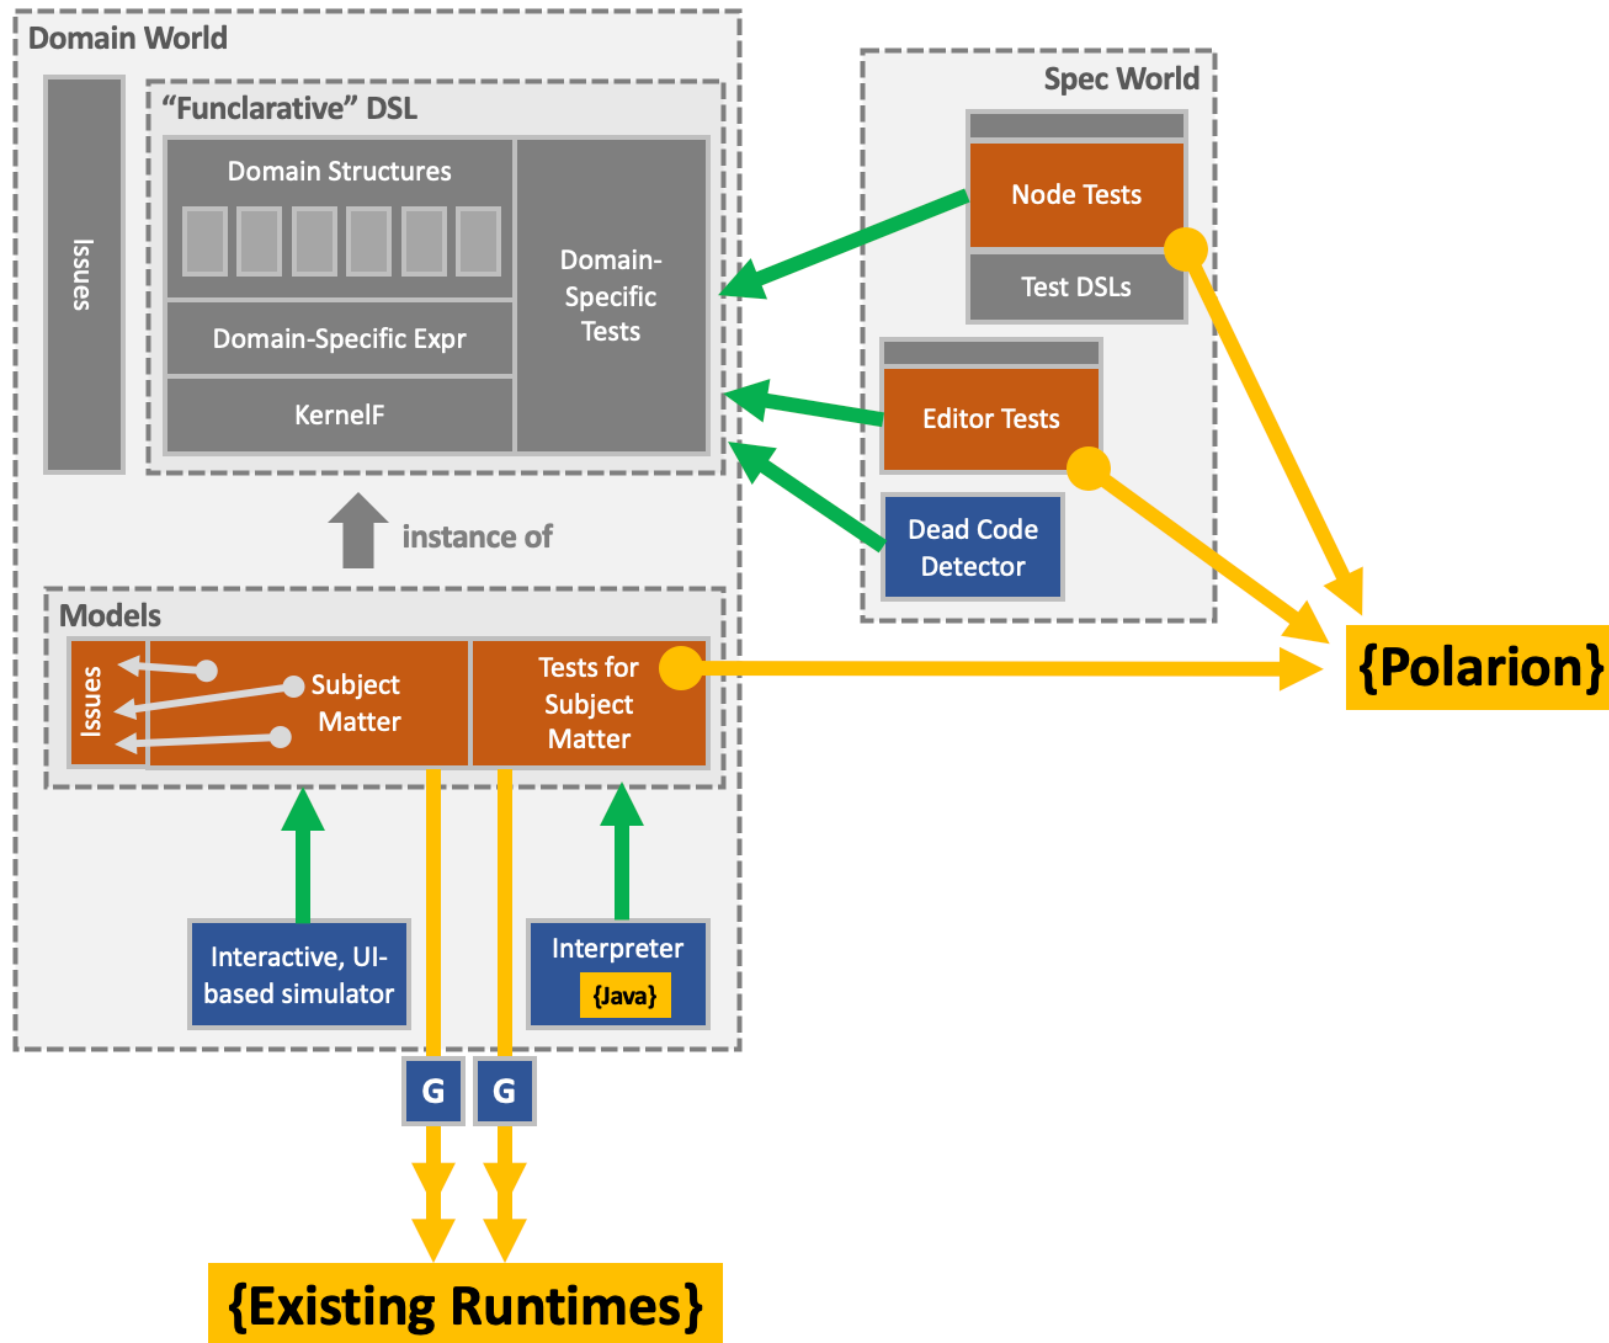 Domain World
Issues
“Funclarative” DSL
Domain Structures
Domain-Specific Expr
KernelF
Domain-
Specific
Tests
instance of
Models
Issues
Subject
Matter
Tests for
Subject
Matter
Interactive, UI-
based simulator
Interpreter
{Java}
G
G
{Existing Runtimes}
Spec World
Node Tests
Test DSLs
Editor Tests
Dead Code
Detector
{Polarion}